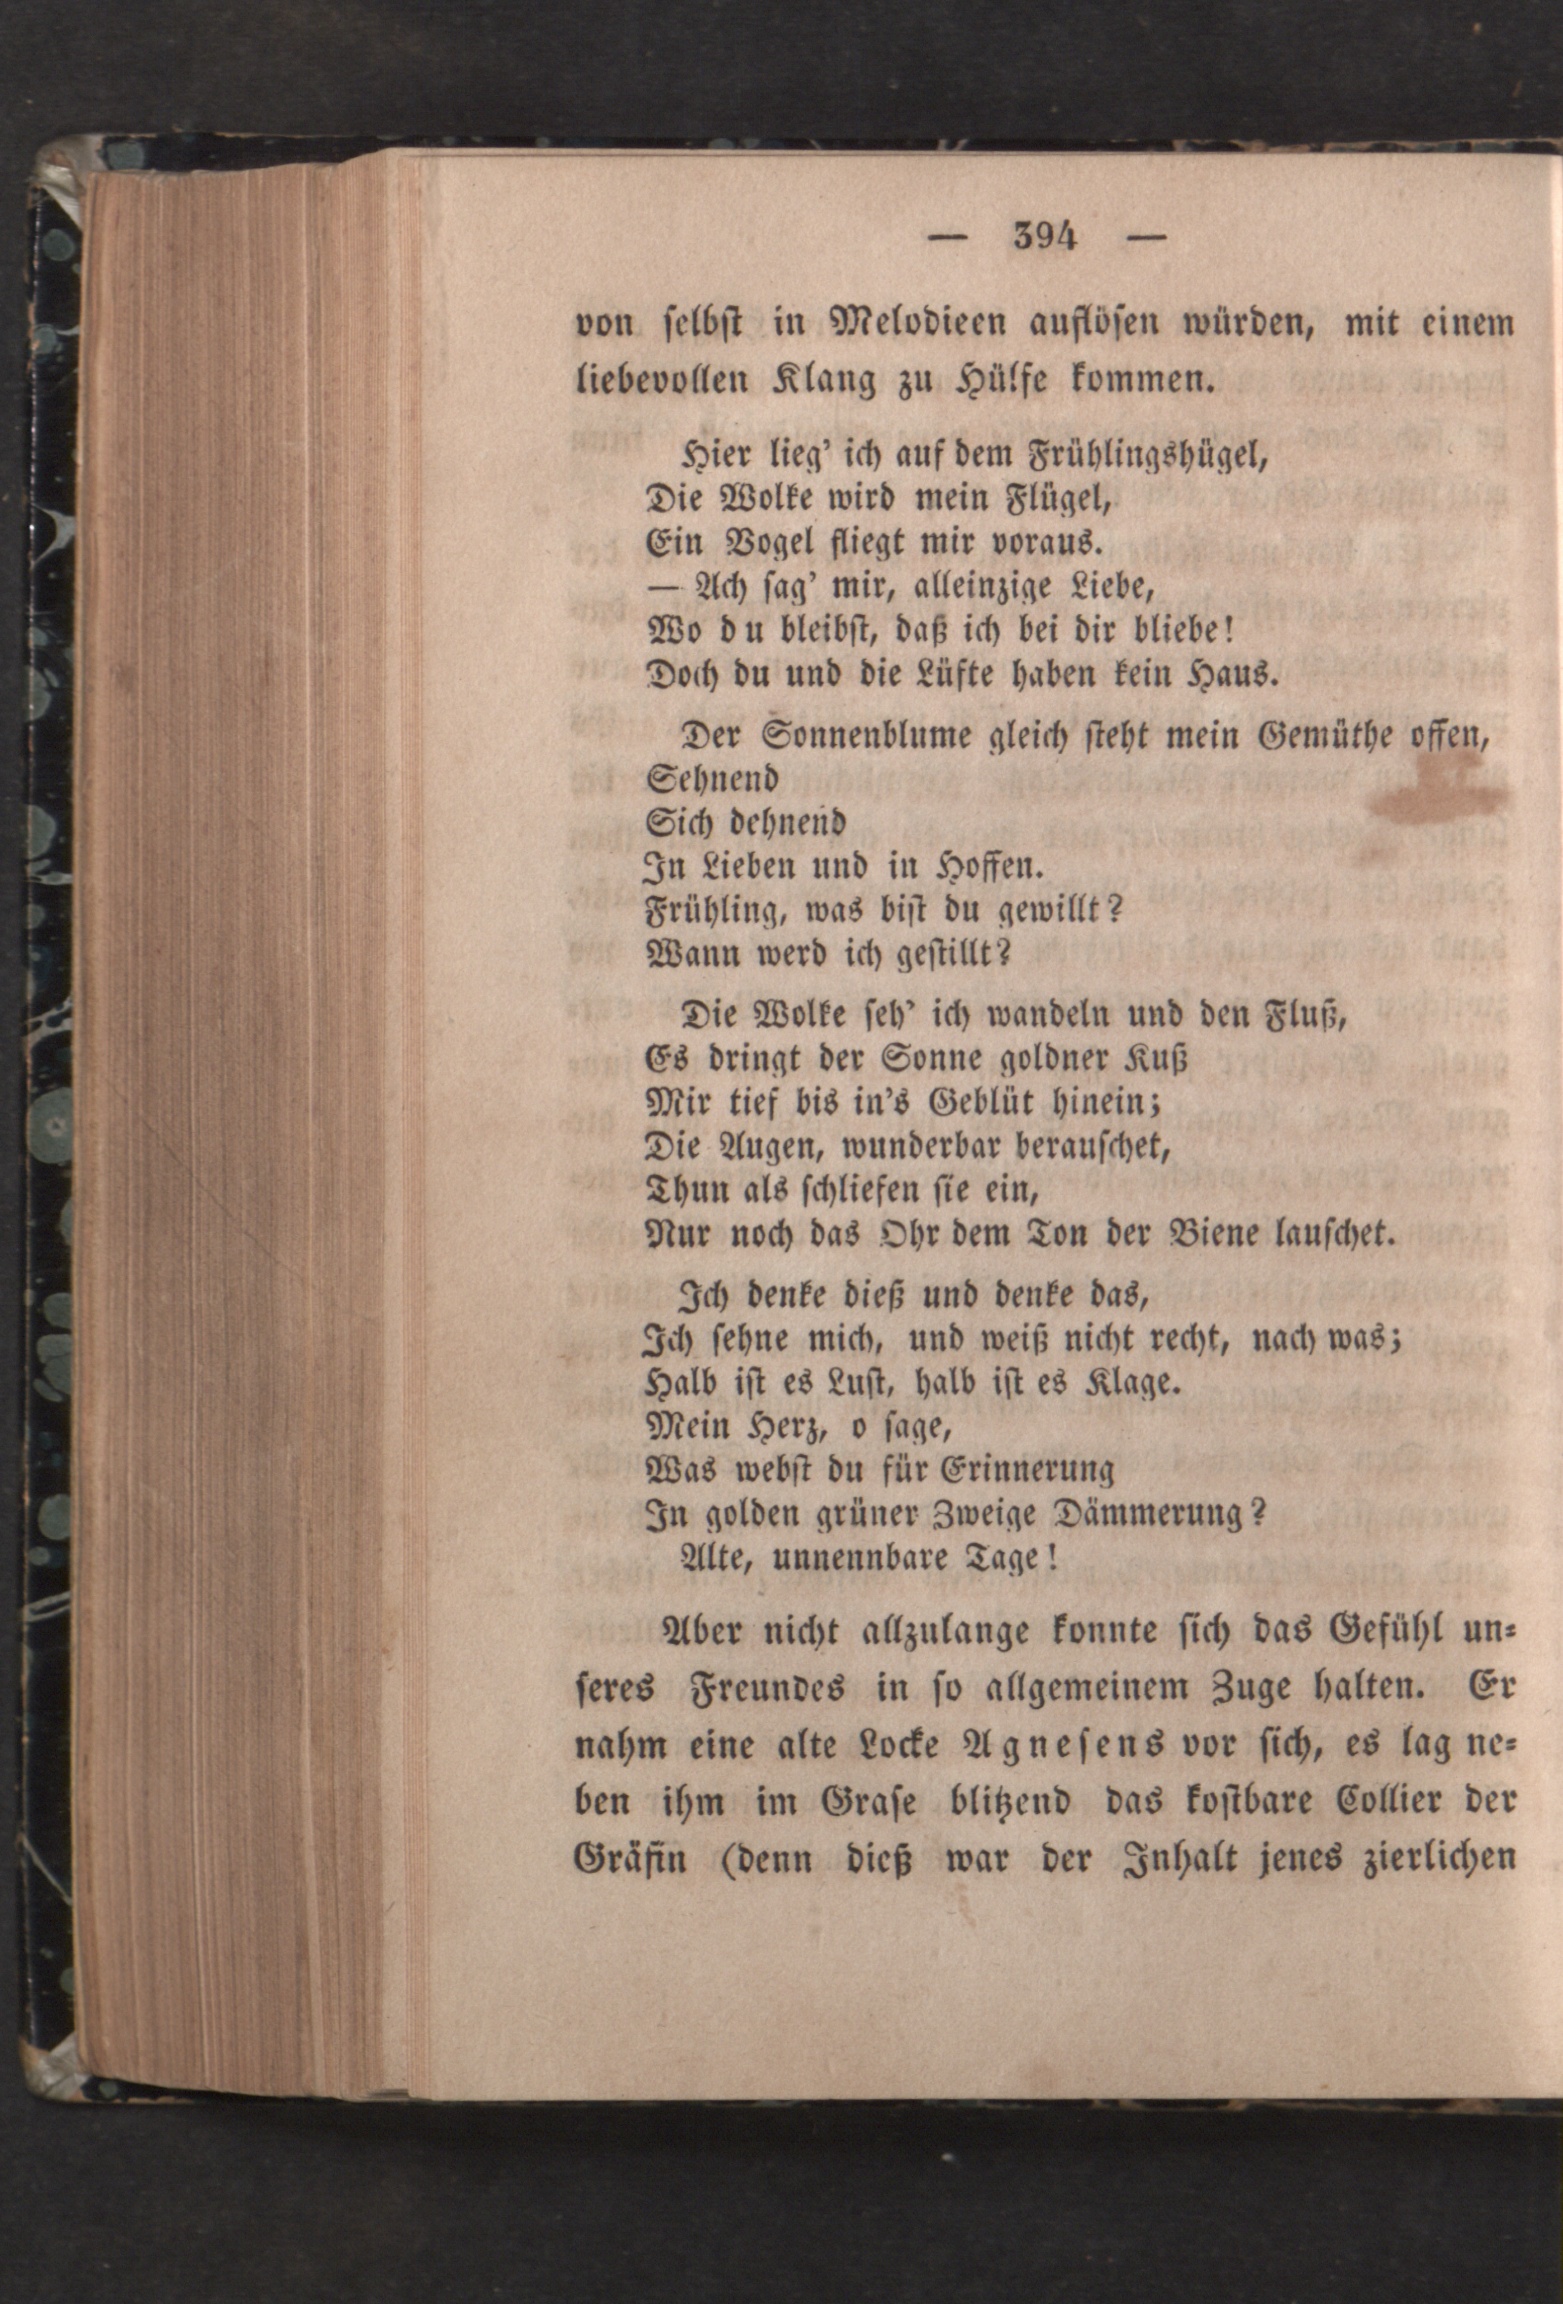 — 394 —
von ſelbſt in Melodieen auflöſen würden, mit einem
liebevollen Klang zu Hülfe kommen.
Hier lieg' ich auf dem Frühlingshügel,
Die Wolke wird mein Flügel,
Ein Vogel fliegt mir voraus.
— Ach ſag' mir, alleinzige Liebe,
Wo du bleibſt, daß ich bei dir bliebe!
Doch du und die Lüfte haben kein Haus.
Der Sonnenblume gleich ſteht mein Gemüthe offen,
Sehnend
Sich dehnend
In Lieben und in Hoffen.
Frühling, was biſt du gewillt?
Wann werd ich geſtillt?
Die Wolke ſeh' ich wandeln und den Fluß,
Es dringt der Sonne goldner Kuß
Mir tief bis in's Geblüt hinein;
Die Augen, wunderbar berauſchet,
Thun als ſchliefen ſie ein,
Nur noch das Ohr dem Ton der Biene lauſchet.
Ich denke dieß und denke das,
Ich ſehne mich, und weiß nicht recht, nach was;
Halb iſt es Luſt, halb iſt es Klage.
Mein Herz, o ſage,
Was webſt du für Erinnerung
In golden grüner Zweige Dämmerung?
Alte, unnennbare Tage!
Aber nicht allzulange konnte ſich das Gefühl un⸗
ſeres Freundes in ſo allgemeinem Zuge halten. Er
nahm eine alte Locke Agneſens vor ſich, es lag ne⸗
ben ihm im Graſe blitzend das koſtbare Collier der
Gräfin (denn dieß war der Inhalt jenes zierlichen